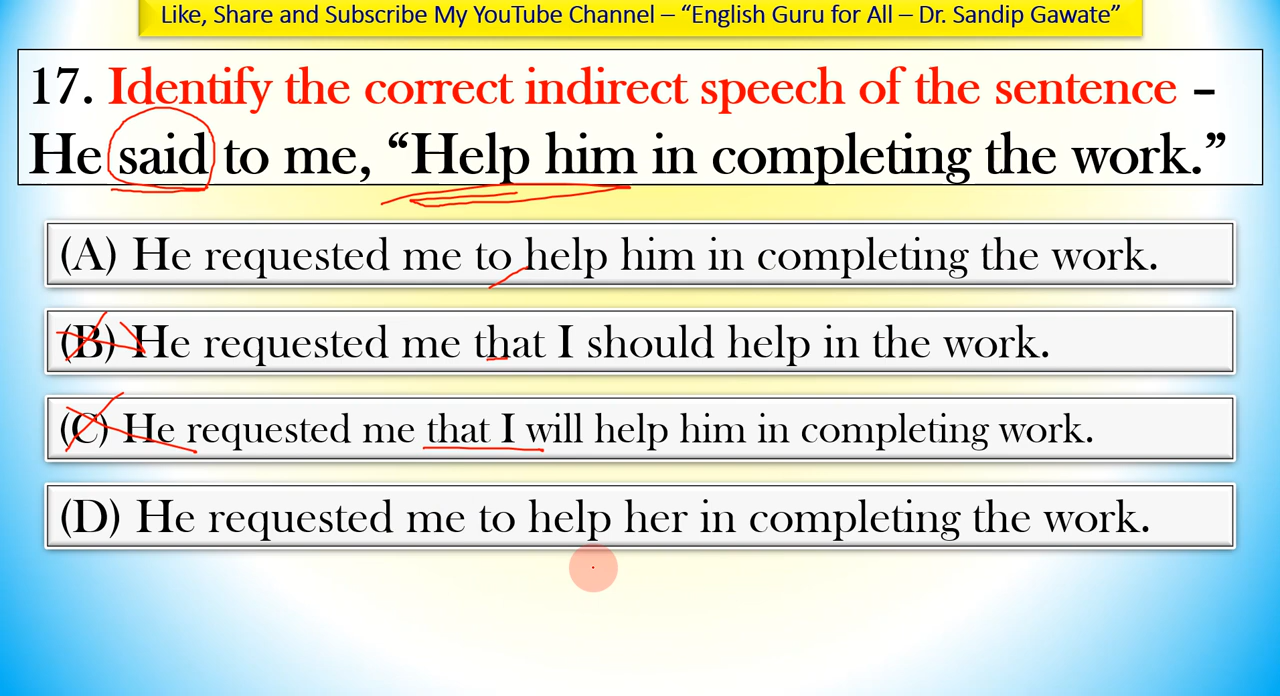 Like, Share and Subscribe My YouTube Channel – “English Guru for All – Dr. Sandip Gawate”
17. Identify the correct indirect speech of the sentence –
He said to me, “Help him in completing the work.”
(A) He requested me to help him in completing the work.
(B) He requested me that I should help in the work.
(C) He requested me that I will help him in completing work.
(D) He requested me to help her in completing the work.